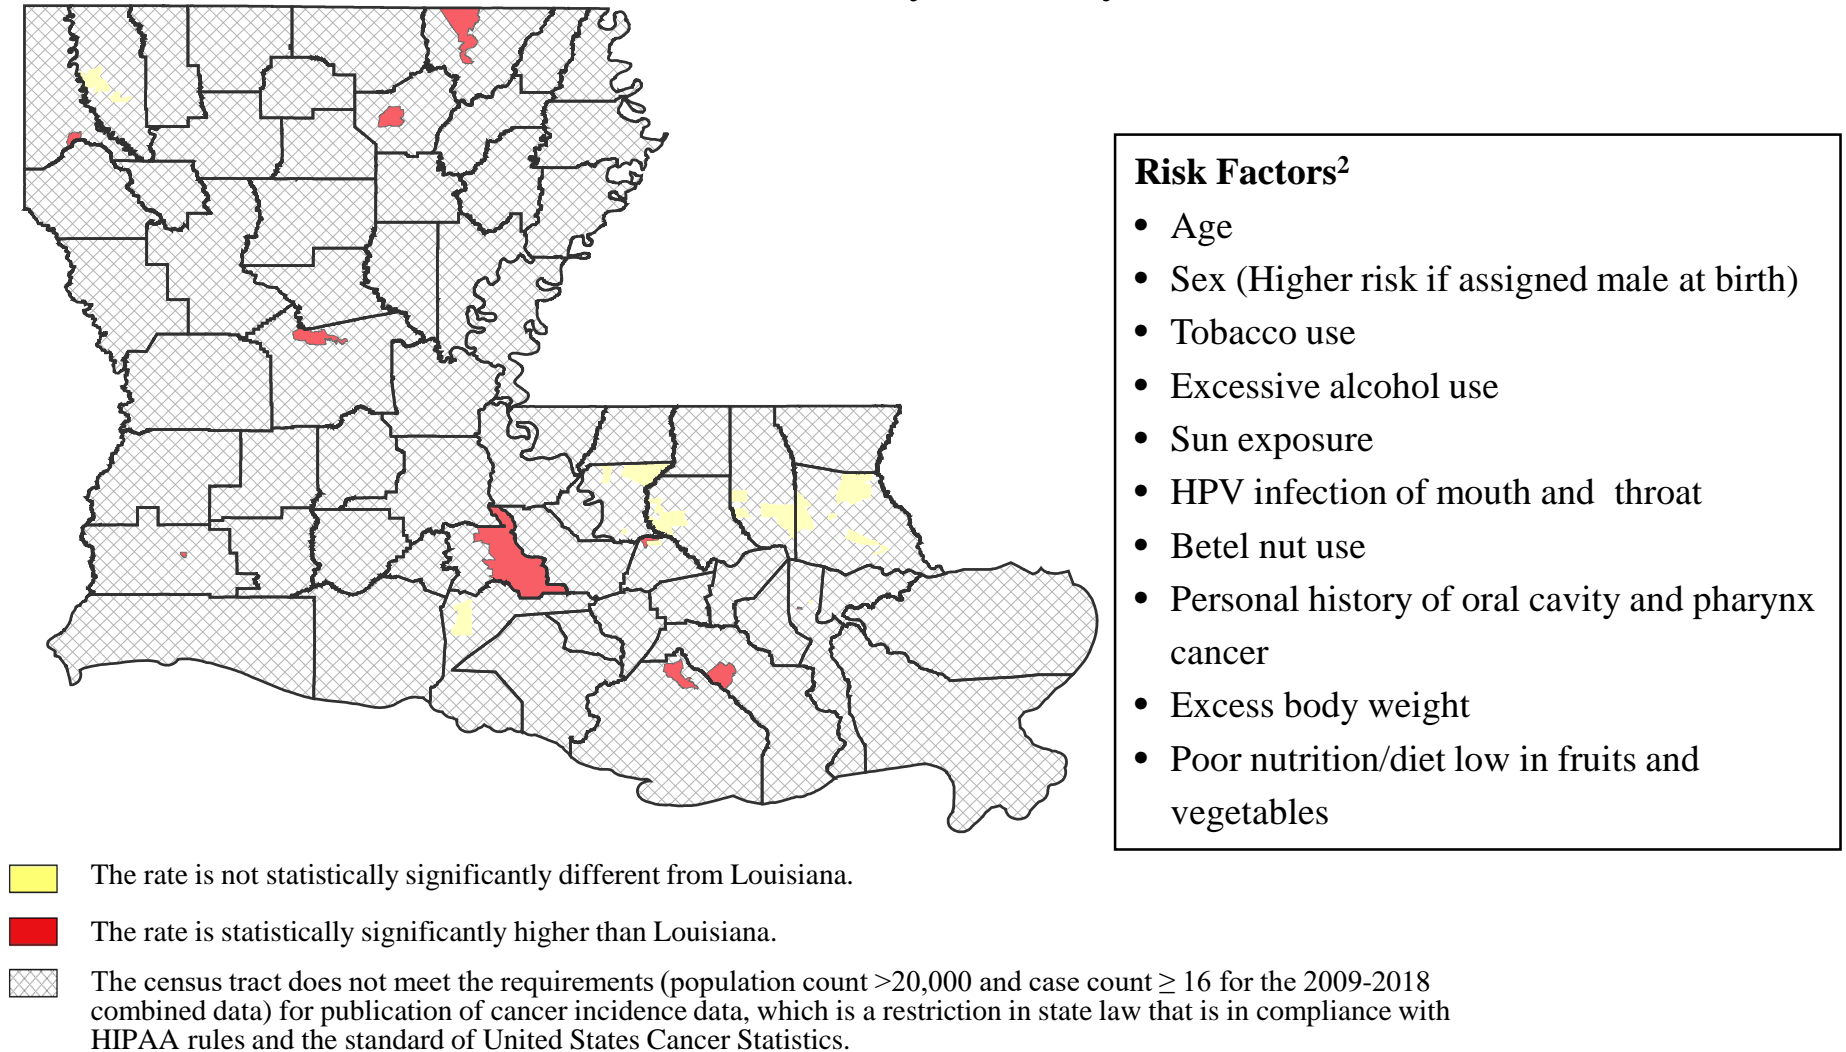 Risk Factors²
• Age
• Sex (Higher risk if assigned male at birth)
• Tobacco use
• Excessive alcohol use
• Sun exposure
• HPV infection of mouth and throat
• Betel nut use
• Personal history of oral cavity and pharynx
cancer
• Excess body weight
• Poor nutrition/diet low in fruits and
vegetables
The rate is not statistically significantly different from Louisiana.
The rate is statistically significantly higher than Louisiana.
The census tract does not meet the requirements (population count >20,000 and case count ≥ 16 for the 2009-2018
combined data) for publication of cancer incidence data, which is a restriction in state law that is in compliance with
HIPAA rules and the standard of United States Cancer Statistics.